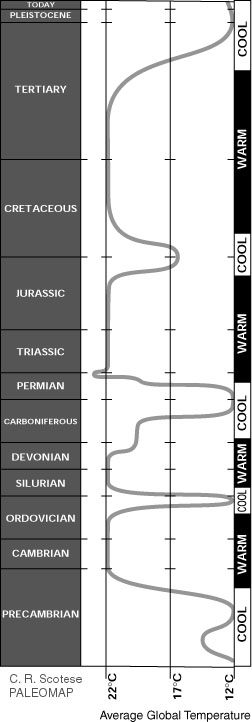 TODAY
PLEISTOCENE
TERTIARY
CRETACEOUS
JURASSIC
TRIASSIC
PERMIAN
CARBONIFEROUS
DEVONIAN
SILURIAN
ORDOVICIAN
CAMBRIAN
PRECAMBRIAN
COOL
WARM
COOL
WARM
COOL
WARM
COOL
WARM
COOL
C. R. Scotese
PALEOMAP
22°C
17°C
12°C
Average Global Temperature